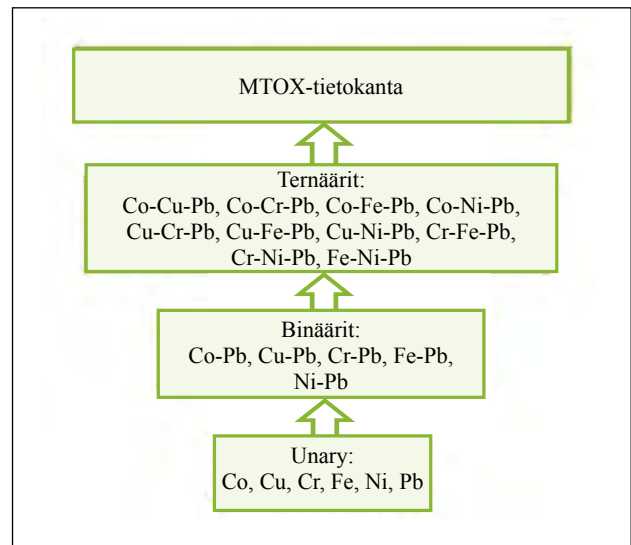 MTOX-tietokanta
Ternäärit:
Co-Cu-Pb, Co-Cr-Pb, Co-Fe-Pb, Co-Ni-Pb,
Cu-Cr-Pb, Cu-Fe-Pb, Cu-Ni-Pb, Cr-Fe-Pb,
Cr-Ni-Pb, Fe-Ni-Pb
Binäärit:
Co-Pb, Cu-Pb, Cr-Pb, Fe-Pb,
Ni-Pb
Unary:
Co, Cu, Cr, Fe, Ni, Pb